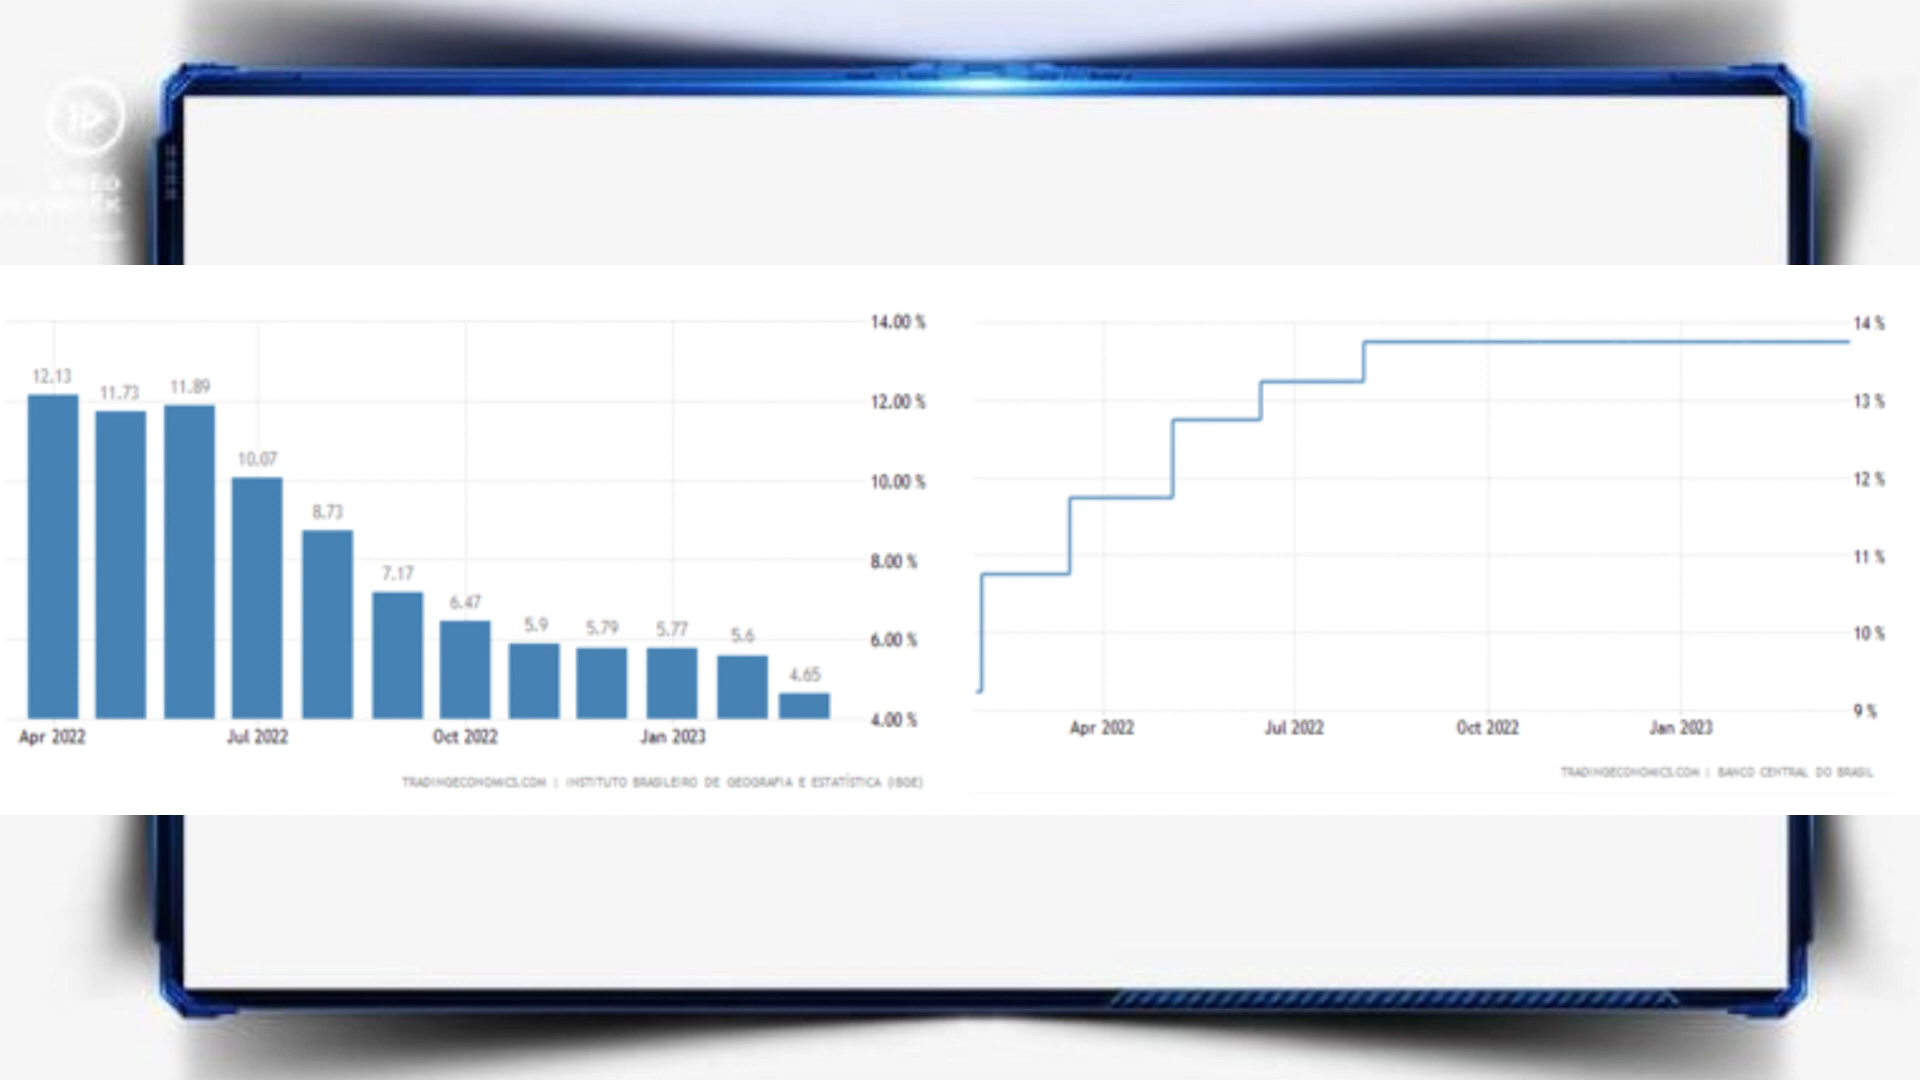 14.00 %
12.13
11.73
11.89
12.00 %
10.07
10.00 %
8.73
8.00 %
7.17
6.47
5.9
5.79
5.77
5.6
6.00 %
4.65
4.00 %
Apr 2022
Jul 2022
Oct 2022
Jan 2023
TRADINGECONOMICS.COM | INSTITUTO BRASILEIRO DE GEOGRAFIA E ESTATÍSTICA (IBGE)
14 %
13 %
12 %
11 %
10 %
9 %
Apr 2022
Jul 2022
Oct 2022
Jan 2023
TRADINGECONOMICS.COM | BANCO CENTRAL DO BRASIL